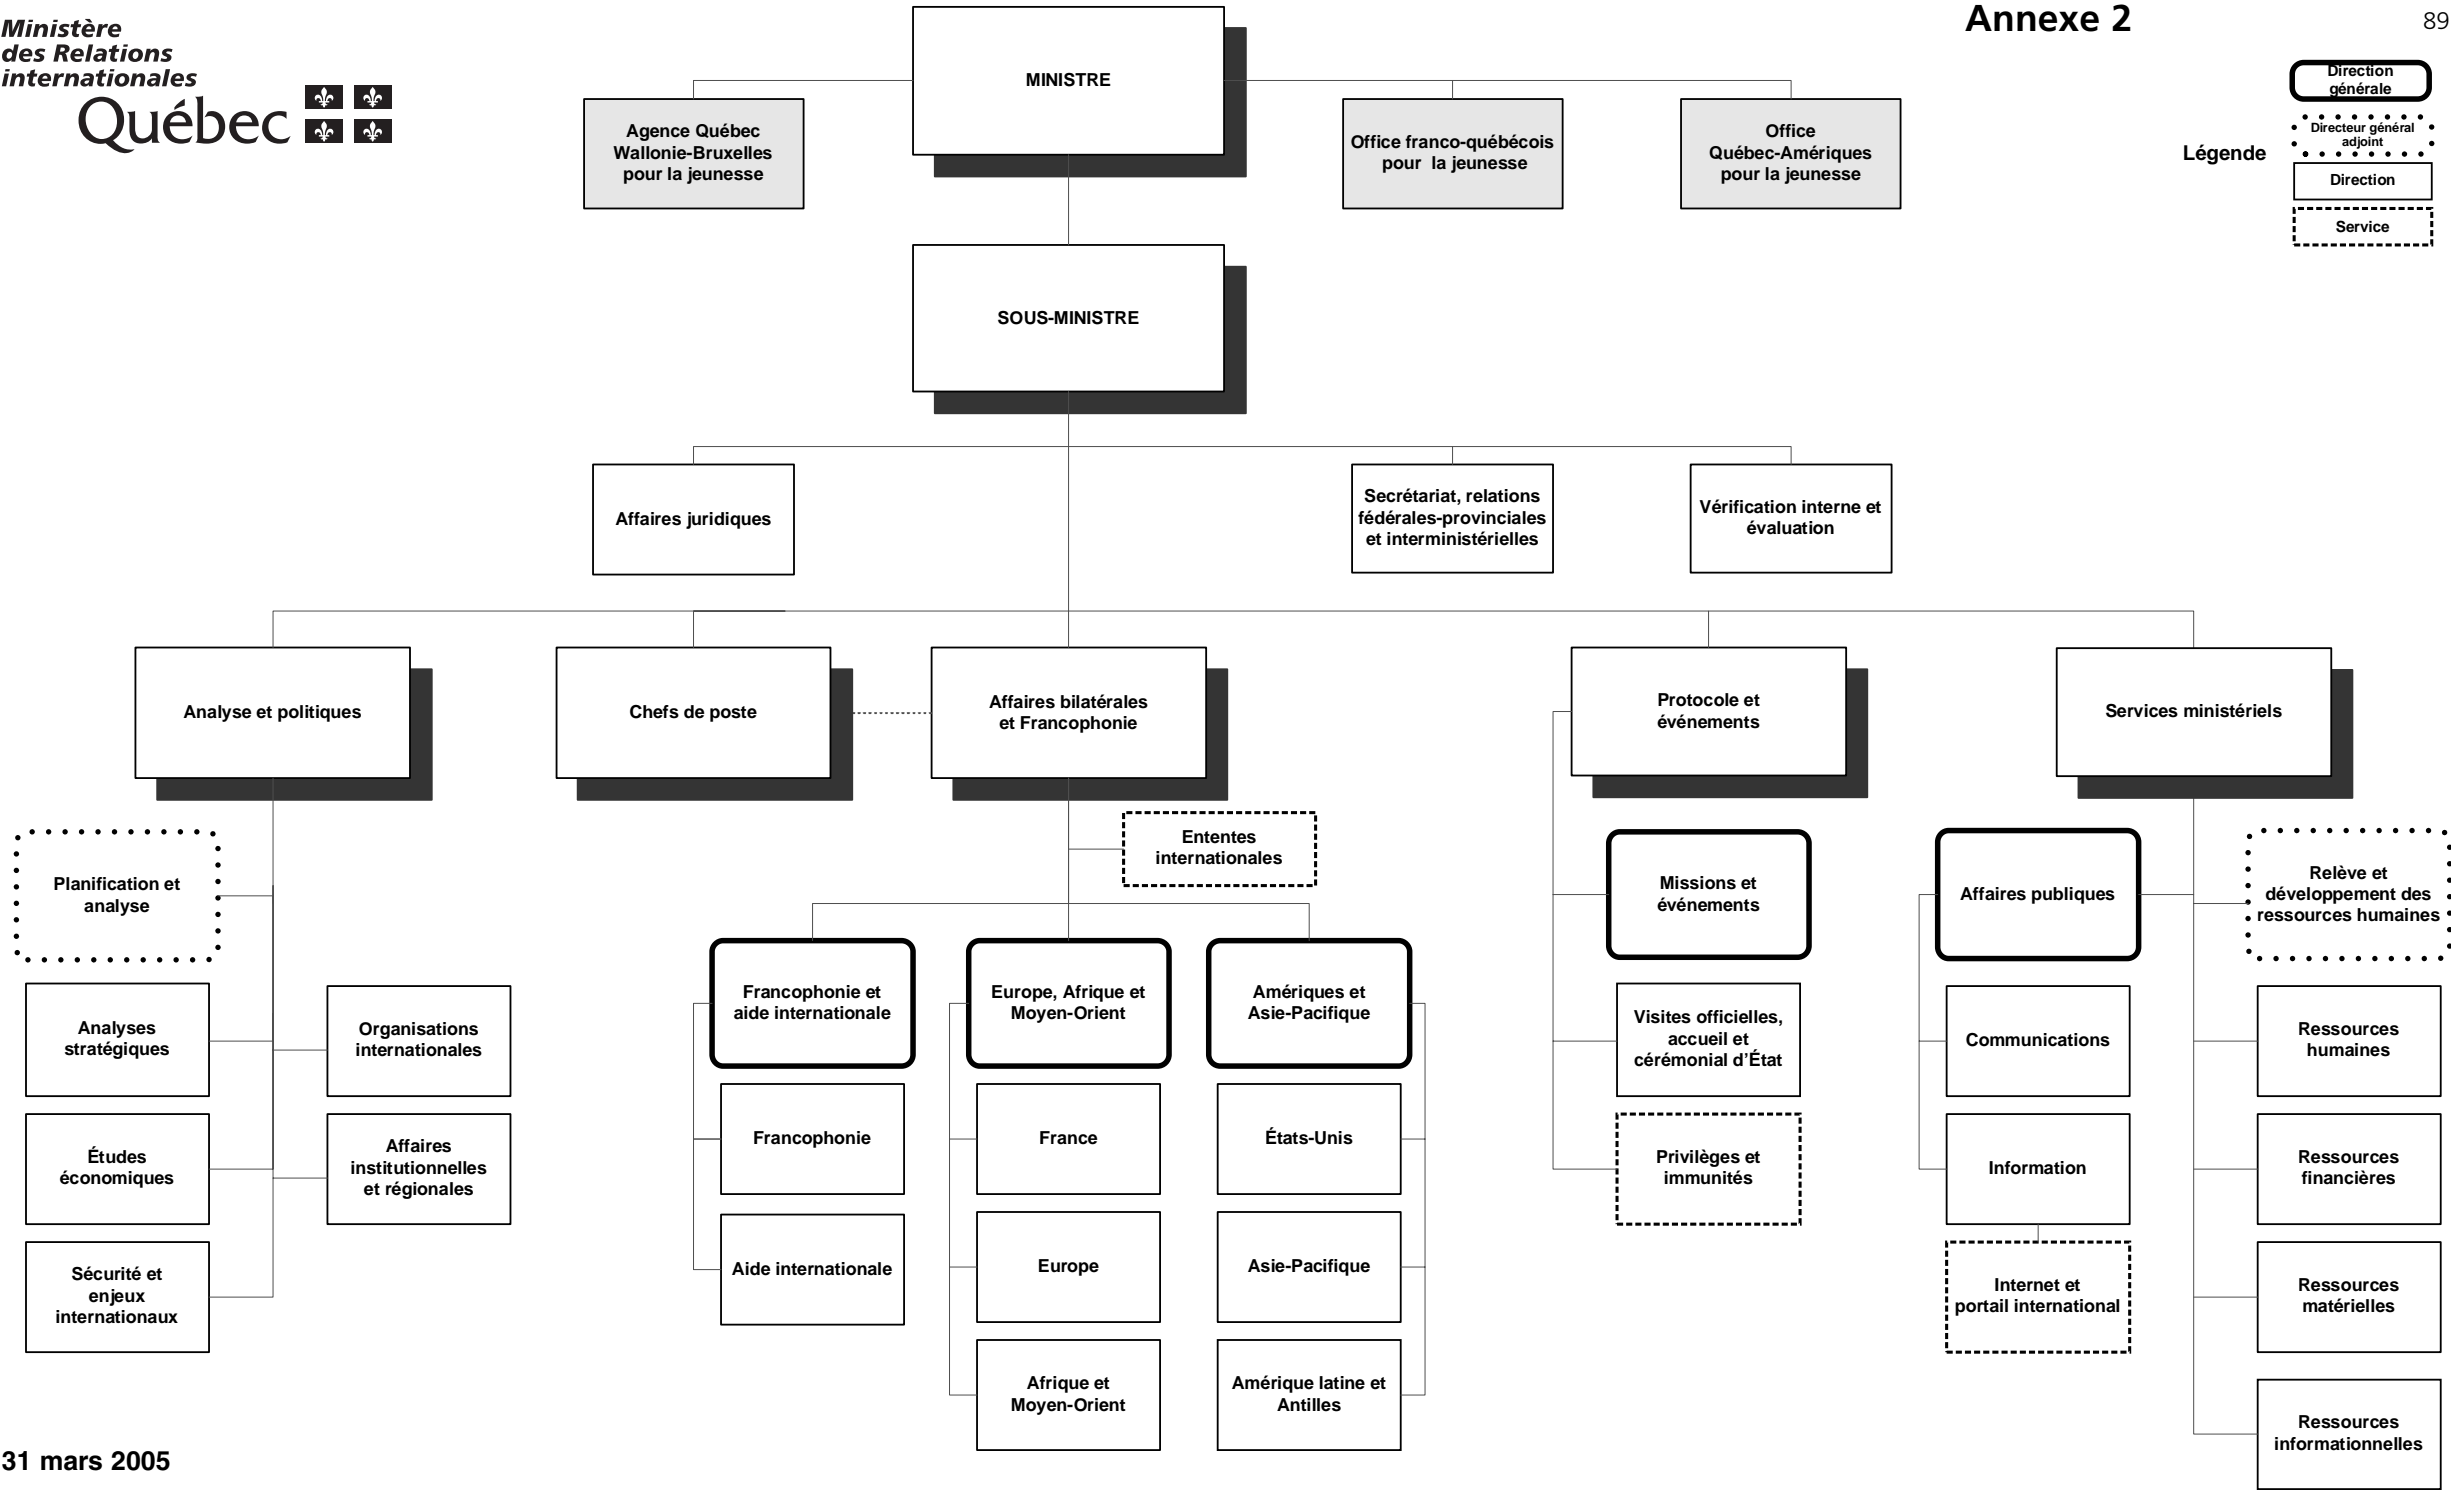 Annexe 2
89
Ministère
des Relations
internationales
Québec
MINISTRE
Agence Québec
Wallonie-Bruxelles
pour la jeunesse
Office franco-québécois
pour la jeunesse
Office
Québec-Amériques
pour la jeunesse
Légende
Direction
générale
Directeur général
adjoint
Direction
Service
SOUS-MINISTRE
Affaires juridiques
Secrétariat, relations
fédérales-provinciales
et interministérielles
Vérification interne et
évaluation
Analyse et politiques
Chefs de poste
Affaires bilatérales
et Francophonie
Protocole et
événements
Services ministériels
Planification et
analyse
Analyses
stratégiques
Organisations
internationales
Études
économiques
Affaires
institutionnelles
et régionales
Sécurité et
enjeux
internationaux
Ententes
internationales
Francophonie et
aide internationale
Francophonie
Aide internationale
Europe, Afrique et
Moyen-Orient
France
Europe
Afrique et
Moyen-Orient
Amériques et
Asie-Pacifique
États-Unis
Asie-Pacifique
Amérique latine et
Antilles
Missions et
événements
Visites officielles,
accueil et
cérémonial d’État
Privilèges et
immunités
Affaires publiques
Communications
Information
Internet et
portail international
Relève et
développement des
ressources humaines
Ressources
humaines
Ressources
financières
Ressources
matérielles
Ressources
informationnelles
31 mars 2005